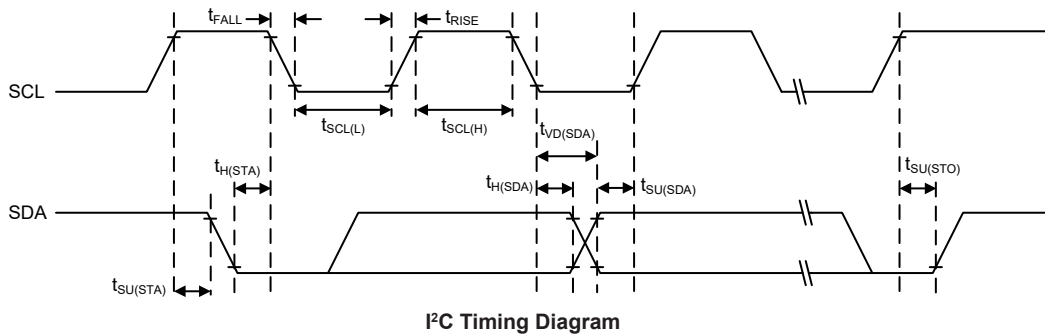 tFALL
tRISE
SCL
tSCL(L)
tSCL(H)
tVD(SDA)
tH(STA)
tH(SDA)
tSU(SDA)
tSU(STO)
SDA
tSU(STA)
I²C Timing Diagram